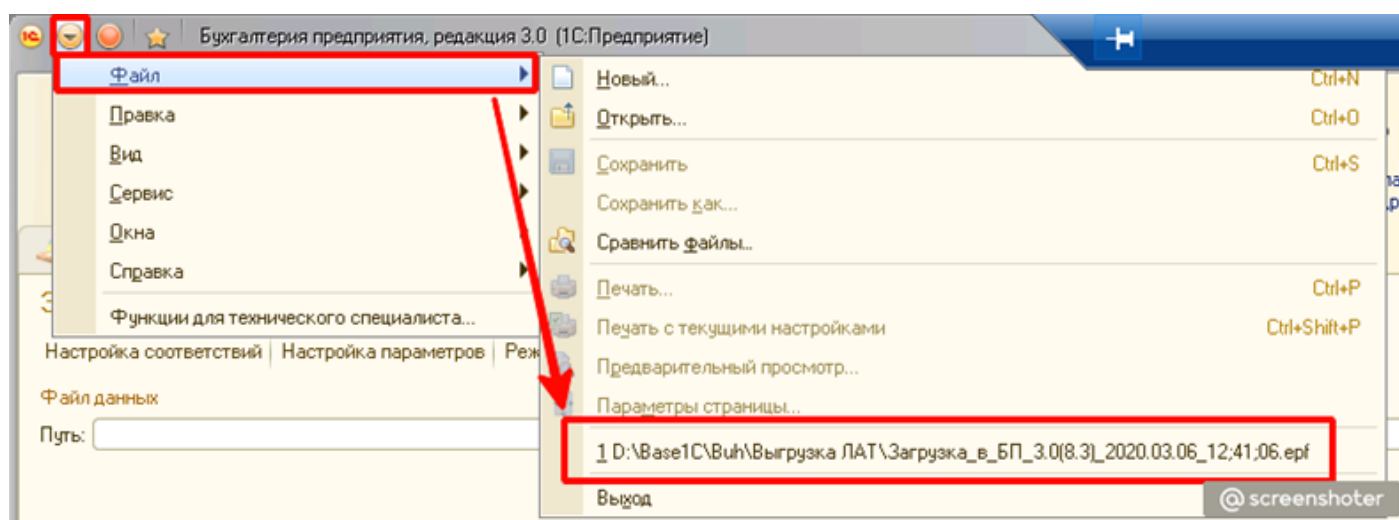 1С Бухгалтерия предприятия, редакция 3.0 (1С:Предприятие)
Файл
Правка
Вид
Сервис
Окна
Справка
Функции для технического специалиста...
Новый... Ctrl+N
Открыть... Ctrl+O
Сохранить Ctrl+S
Сохранить как...
Сравнить файлы...
Печать... Ctrl+P
Печать с текущими настройками Ctrl+Shift+P
Предварительный просмотр...
Параметры страницы...
1 D:\Base1C\Buh\Выгрузка ЛАТ\Загрузка_в_БП_3.0(8.3)_2020.03.06_12;41;06.epf
Выход
Настройка соответствий Настройка параметров Реж
Файл данных
Путь:
@screenshoter